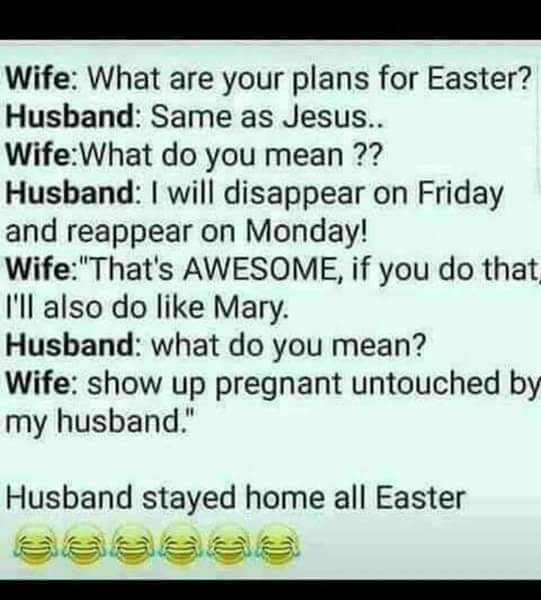 Wife: What are your plans for Easter?
Husband: Same as Jesus..
Wife:What do you mean ??
Husband: I will disappear on Friday
and reappear on Monday!
Wife:"That's AWESOME, if you do that,
I'll also do like Mary.
Husband: what do you mean?
Wife: show up pregnant untouched by
my husband."
Husband stayed home all Easter
😂😂😂😂😂😂